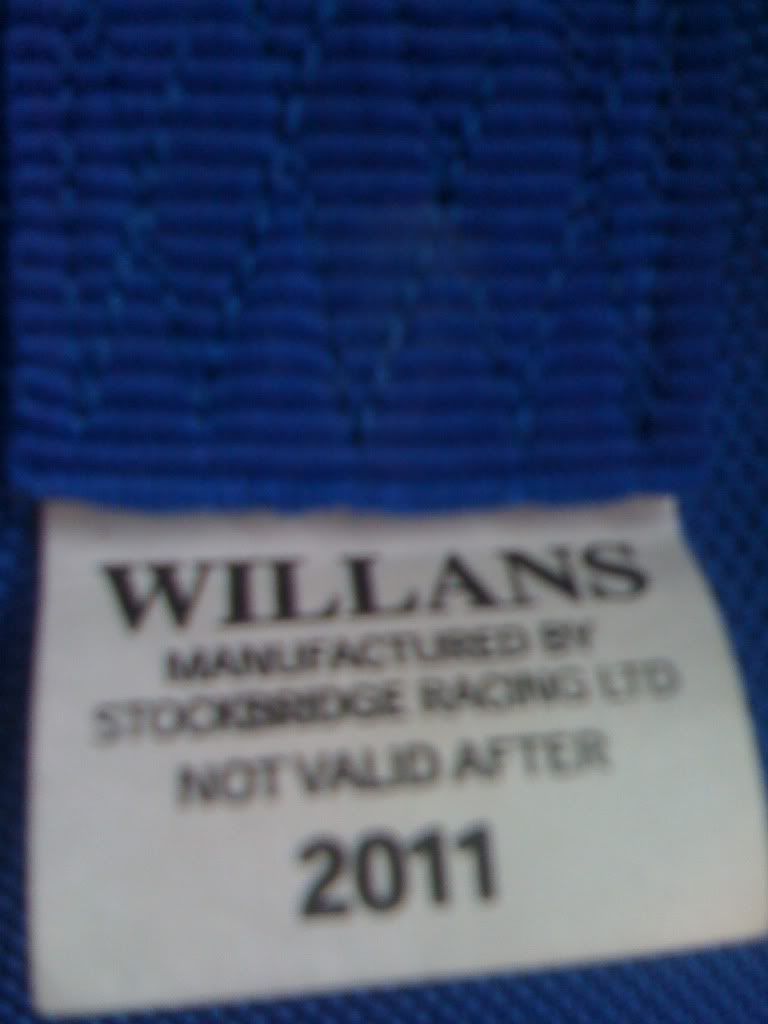 WILLANS
MANUFACTURED BY
STOCKBRIDGE RACING LTD
NOT VALID AFTER
2011